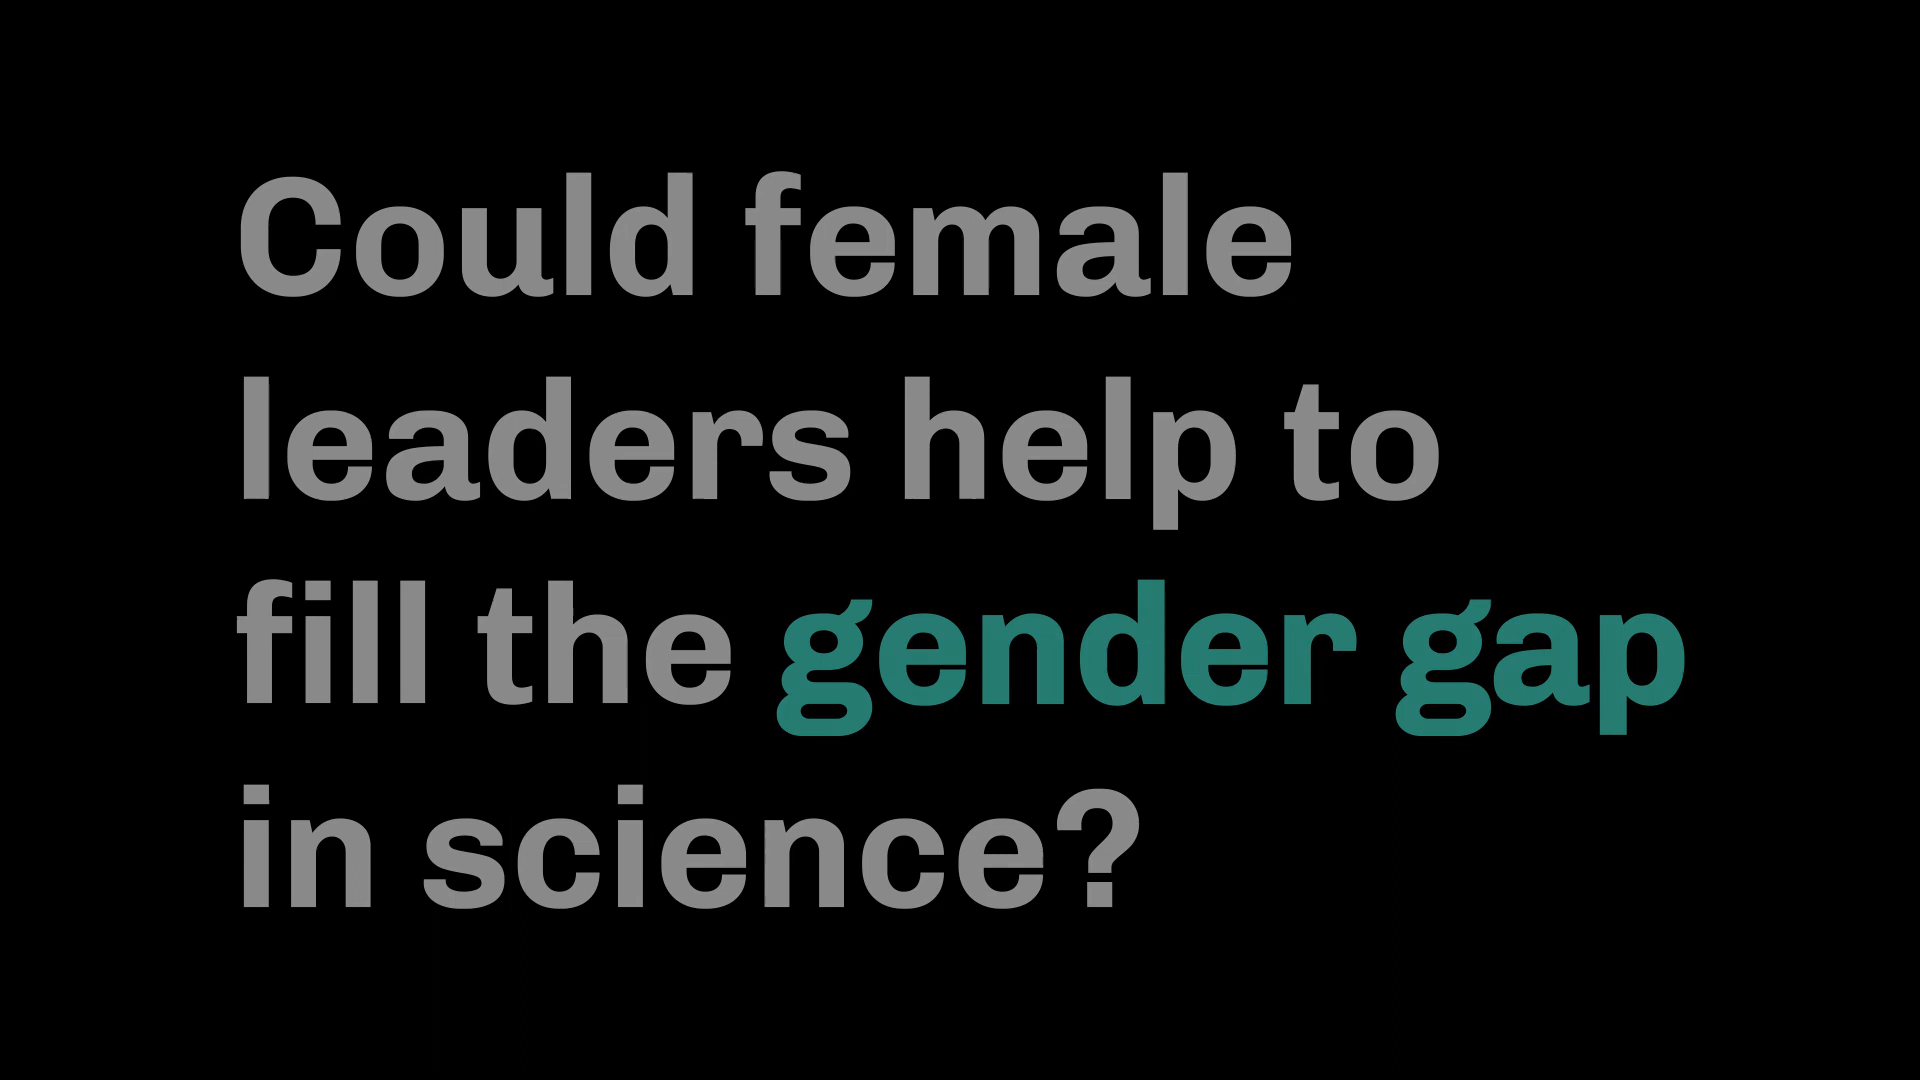 Could female
leaders help to
fill the gender gap
in science?